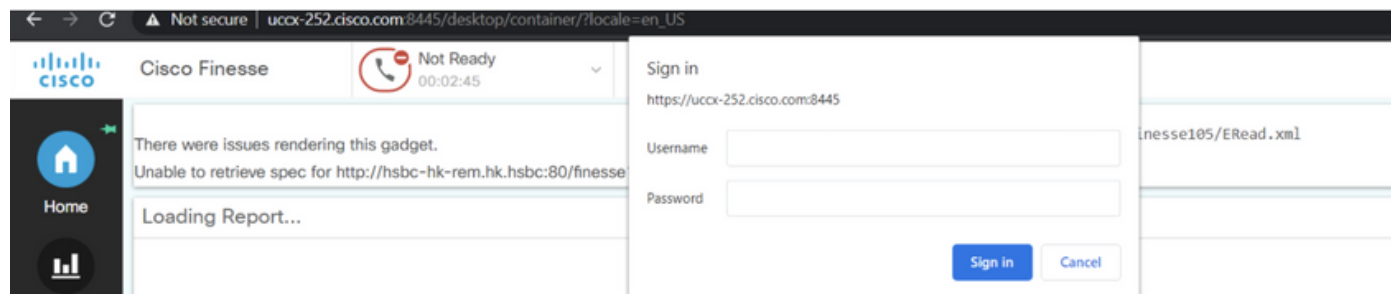 Not secure | uccx-252.cisco.com:8445/desktop/container/?locale=en_US
CISCO
Cisco Finesse
Not Ready
00:02:45
There were issues rendering this gadget.
Unable to retrieve spec for http://hsbc-hk-rem.hk.hsbc:80/finesse
inesse105/ERead.xml
Home
Loading Report...
Sign in
https://uccx-252.cisco.com:8445
Username
Password
Sign in Cancel